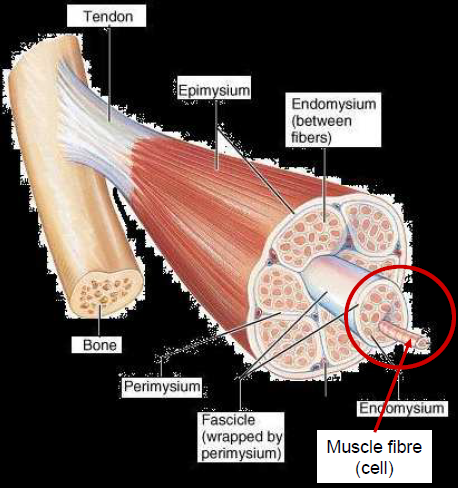 Tendon
Epimysium
Endomysium
(between
fibers)
Bone
Perimysium
Fascicle
(wrapped by
perimysium)
Endomysium
Muscle fibre
(cell)